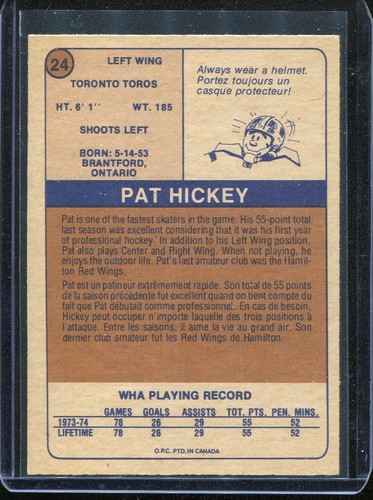 24
LEFT WING
TORONTO TOROS
HT. 6' 1" WT. 185
SHOOTS LEFT
BORN: 5-14-53
BRANTFORD,
ONTARIO
Always wear a helmet.
Portez toujours un
casque protecteur!
PAT HICKEY
Pat is one of the fastest skaters in the game. His 55-point total
last season was excellent considering that it was his first year
of professional hockey. In addition to his Left Wing position,
Pat also plays Center and Right Wing. When not playing, he
enjoys the outdoor life. Pat's last amateur club was the Hamil-
ton Red Wings.
Pat est un patineur extrêmement rapide. Son total de 55 points
de la saison précédente fut excellent quand on tient compte du
fait que Pat débutait comme professionnel. En cas de besoin,
Hickey peut occuper n'importe laquelle des trois positions à
l'attaque. Entre les saisons, il aime la vie au grand air. Son
dernier club amateur fut les Red Wings de Hamilton.
WHA PLAYING RECORD
GAMES GOALS ASSISTS TOT. PTS. PEN. MINS.
1973-74 78 26 29 55 52
LIFETIME 78 26 29 55 52
O.P.C. PTD. IN CANADA